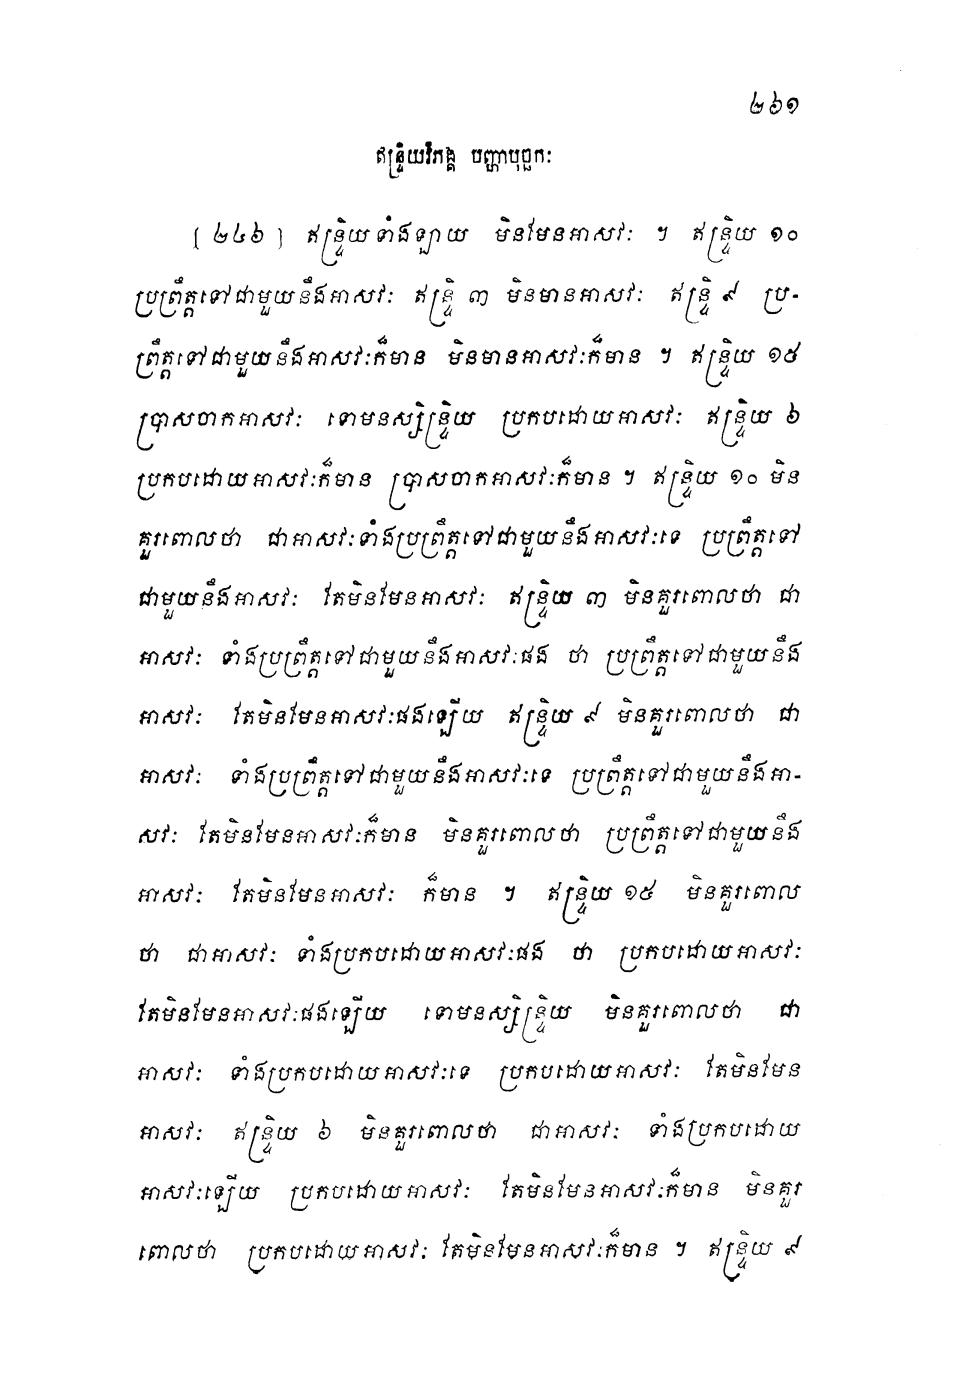 ២៦១
ឥន្ទ្រិយវិភង្គ បញ្ហាបុច្ឆកៈ
[ ២៤៦ ] ឥន្ទ្រិយទាំងឡាយ មិនមែនអាសវៈ ។ ឥន្ទ្រិយ ១០
ប្រព្រឹត្តទៅជាមួយនឹងអាសវៈ ឥន្ទ្រិ ៣ មិនមានអាសវៈ ឥន្ទ្រិ ៩ ប្រ-
ព្រឹត្តទៅជាមួយនឹងអាសវៈក៏មាន មិនមានអាសវៈក៏មាន ។ ឥន្ទ្រិយ ១៥
ប្រាសចាកអាសវៈ ទោមនស្សិន្ទ្រិយ ប្រកបដោយអាសវៈ ឥន្ទ្រិយ ៦
ប្រកបដោយអាសវៈក៏មាន ប្រាសចាកអាសវៈក៏មាន ។ ឥន្ទ្រិយ ១០ មិន
គួរពោលថា ជាអាសវៈទាំងប្រព្រឹត្តទៅជាមួយនឹងអាសវៈទេ ប្រព្រឹត្តទៅ
ជាមួយនឹងអាសវៈ តែមិនមែនអាសវៈ ឥន្ទ្រិយ ៣ មិនគួរពោលថា ជា
អាសវៈ ទាំងប្រព្រឹត្តទៅជាមួយនឹងអាសវៈផង ថា ប្រព្រឹត្តទៅជាមួយនឹង
អាសវៈ តែមិនមែនអាសវៈផងឡើយ ឥន្ទ្រិយ ៩ មិនគួរពោលថា ជា
អាសវៈ ទាំងប្រព្រឹត្តទៅជាមួយនឹងអាសវៈទេ ប្រព្រឹត្តទៅជាមួយនឹងអា-
សវៈ តែមិនមែនអាសវៈក៏មាន មិនគួរពោលថា ប្រព្រឹត្តទៅជាមួយនឹង
អាសវៈ តែមិនមែនអាសវៈ ក៏មាន ។ ឥន្ទ្រិយ ១៥ មិនគួរពោល
ថា ជាអាសវៈ ទាំងប្រកបដោយអាសវៈផង ថា ប្រកបដោយអាសវៈ
តែមិនមែនអាសវៈផងឡើយ ទោមនស្សិន្ទ្រិយ មិនគួរពោលថា ជា
អាសវៈ ទាំងប្រកបដោយអាសវៈទេ ប្រកបដោយអាសវៈ តែមិនមែន
អាសវៈ ឥន្ទ្រិយ ៦ មិនគួរពោលថា ជាអាសវៈ ទាំងប្រកបដោយ
អាសវៈឡើយ ប្រកបដោយអាសវៈ តែមិនមែនអាសវៈក៏មាន មិនគួរ
ពោលថា ប្រកបដោយអាសវៈ តែមិនមែនអាសវៈក៏មាន ។ ឥន្ទ្រិយ ៩